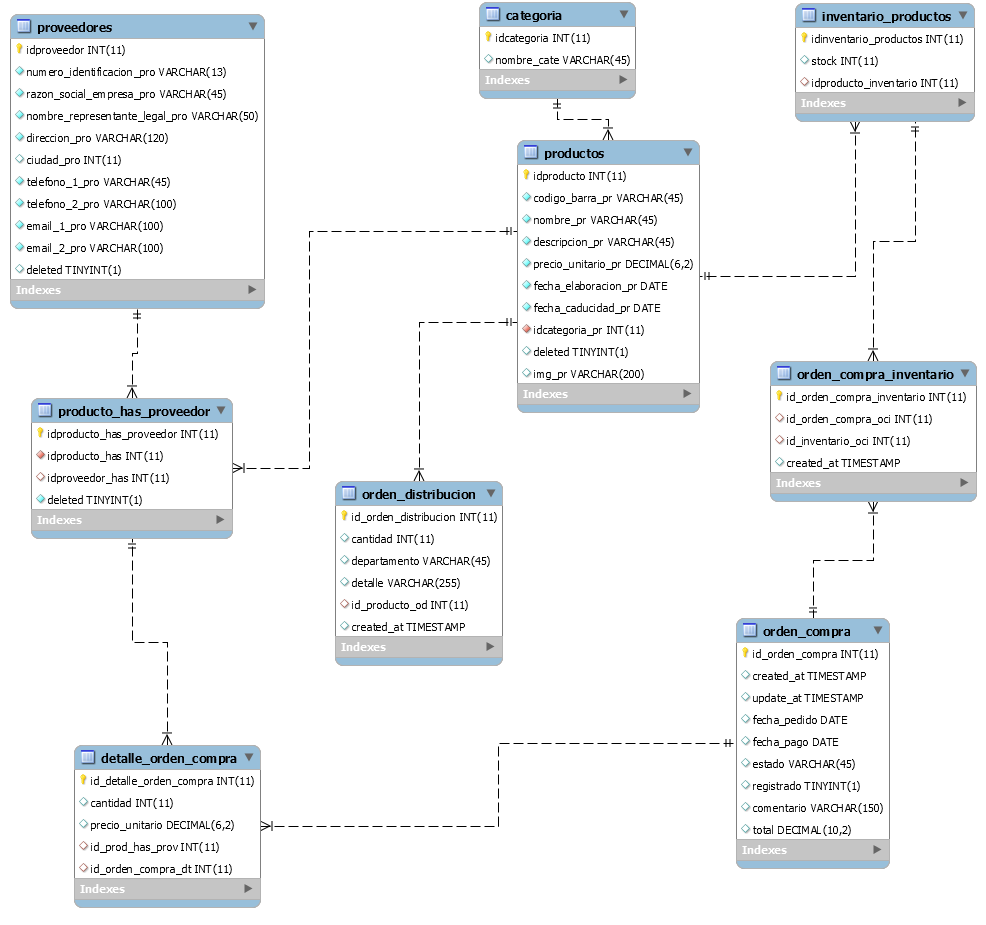 proveedores
idproveedor INT(11)
numero_identificacion_pro VARCHAR(13)
razon_social_empresa_pro VARCHAR(45)
nombre_representante_legal_pro VARCHAR(50)
direccion_pro VARCHAR(120)
ciudad_pro INT(11)
telefono_1_pro VARCHAR(45)
telefono_2_pro VARCHAR(100)
email_1_pro VARCHAR(100)
email_2_pro VARCHAR(100)
deleted TINYINT(1)
Indexes
categoria
idcategoria INT(11)
nombre_cate VARCHAR(45)
Indexes
inventario_productos
idinventario_productos INT(11)
stock INT(11)
idproducto_inventario INT(11)
Indexes
productos
idproducto INT(11)
codigo_barra_pr VARCHAR(45)
nombre_pr VARCHAR(45)
descripcion_pr VARCHAR(45)
precio_unitario_pr DECIMAL(6,2)
fecha_elaboracion_pr DATE
fecha_caducidad_pr DATE
idcategoria_pr INT(11)
deleted TINYINT(1)
img_pr VARCHAR(200)
Indexes
orden_compra_inventario
id_orden_compra_inventario INT(11)
id_orden_compra_oci INT(11)
id_inventario_oci INT(11)
created_at TIMESTAMP
Indexes
producto_has_proveedor
idproducto_has_proveedor INT(11)
idproducto_has INT(11)
idproveedor_has INT(11)
deleted TINYINT(1)
Indexes
orden_distribucion
id_orden_distribucion INT(11)
cantidad INT(11)
departamento VARCHAR(45)
detalle VARCHAR(255)
id_producto_od INT(11)
created_at TIMESTAMP
Indexes
orden_compra
id_orden_compra INT(11)
created_at TIMESTAMP
update_at TIMESTAMP
fecha_pedido DATE
fecha_pago DATE
estado VARCHAR(45)
registrado TINYINT(1)
comentario VARCHAR(150)
total DECIMAL(10,2)
Indexes
detalle_orden_compra
id_detalle_orden_compra INT(11)
cantidad INT(11)
precio_unitario DECIMAL(6,2)
id_prod_has_prov INT(11)
id_orden_compra_dt INT(11)
Indexes